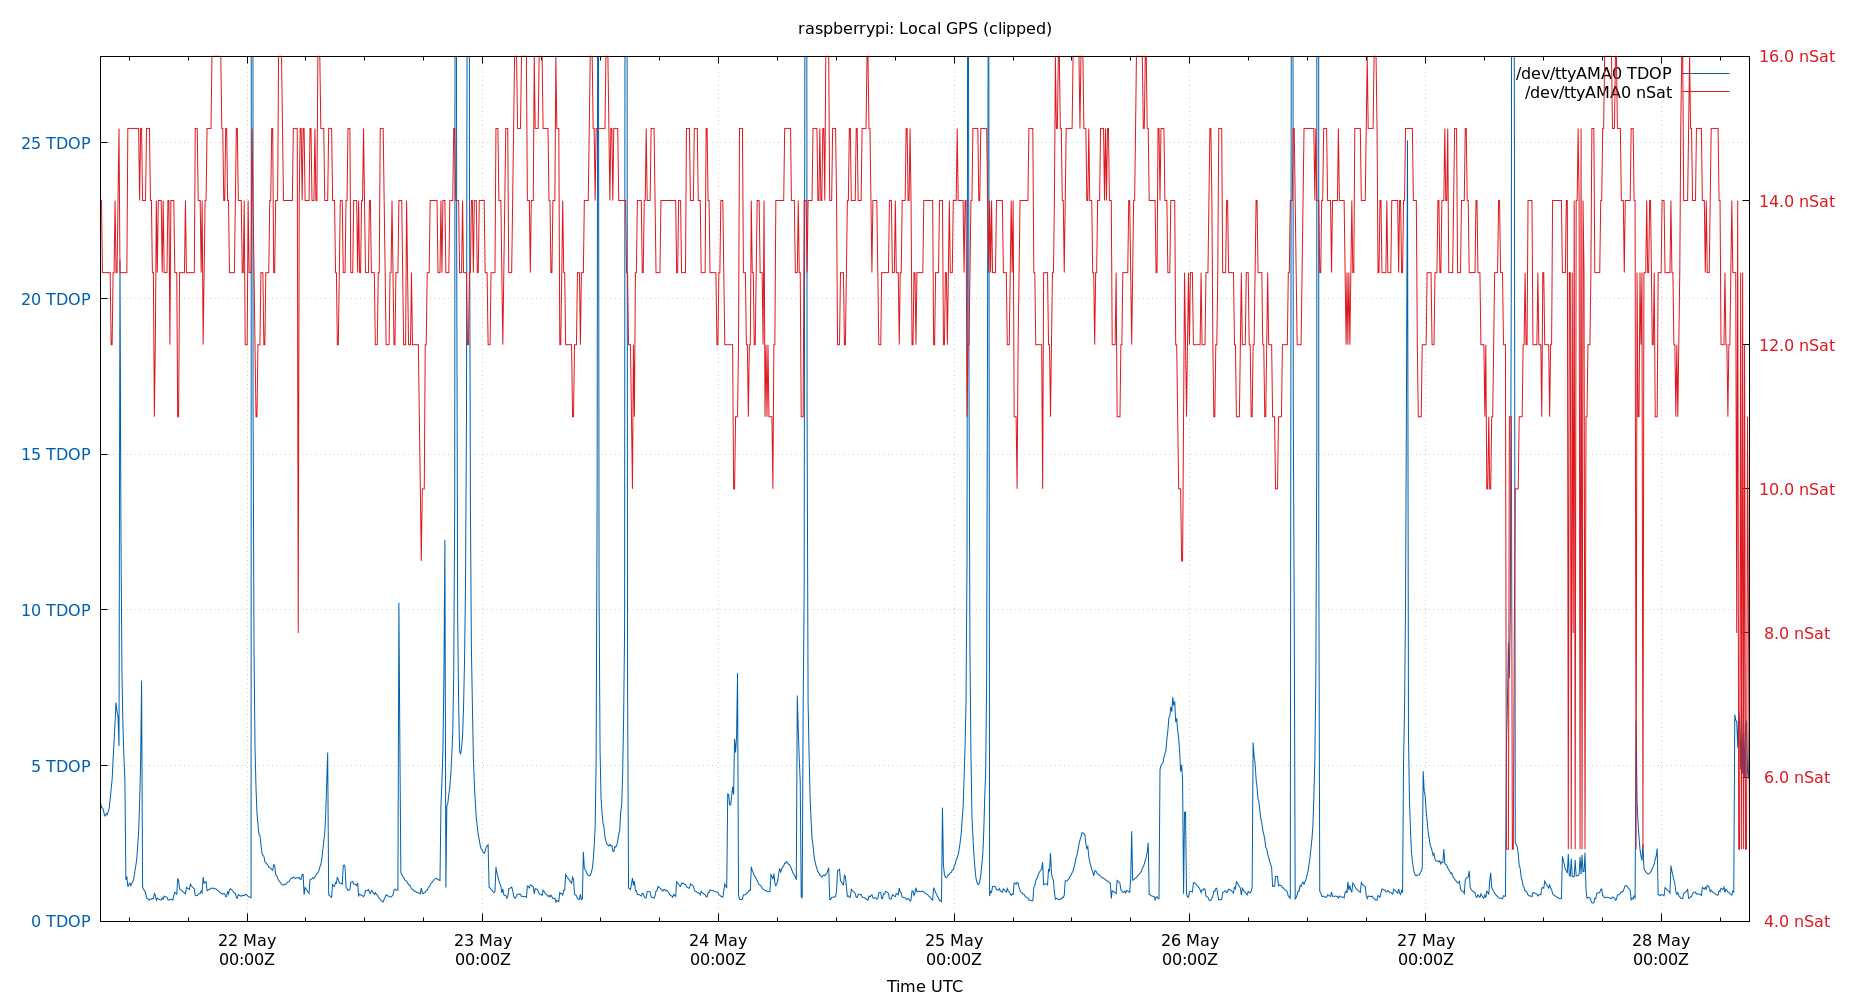 raspberrypi: Local GPS (clipped)
16.0 nSat
/dev/ttyAMA0 TDOP
/dev/ttyAMA0 nSat
25 TDOP
14.0 nSat
20 TDOP
12.0 nSat
15 TDOP
10.0 nSat
10 TDOP
8.0 nSat
5 TDOP
6.0 nSat
0 TDOP
4.0 nSat
22 May 23 May 24 May 25 May 26 May 27 May 28 May
00:00Z 00:00Z 00:00Z 00:00Z 00:00Z 00:00Z 00:00Z
Time UTC